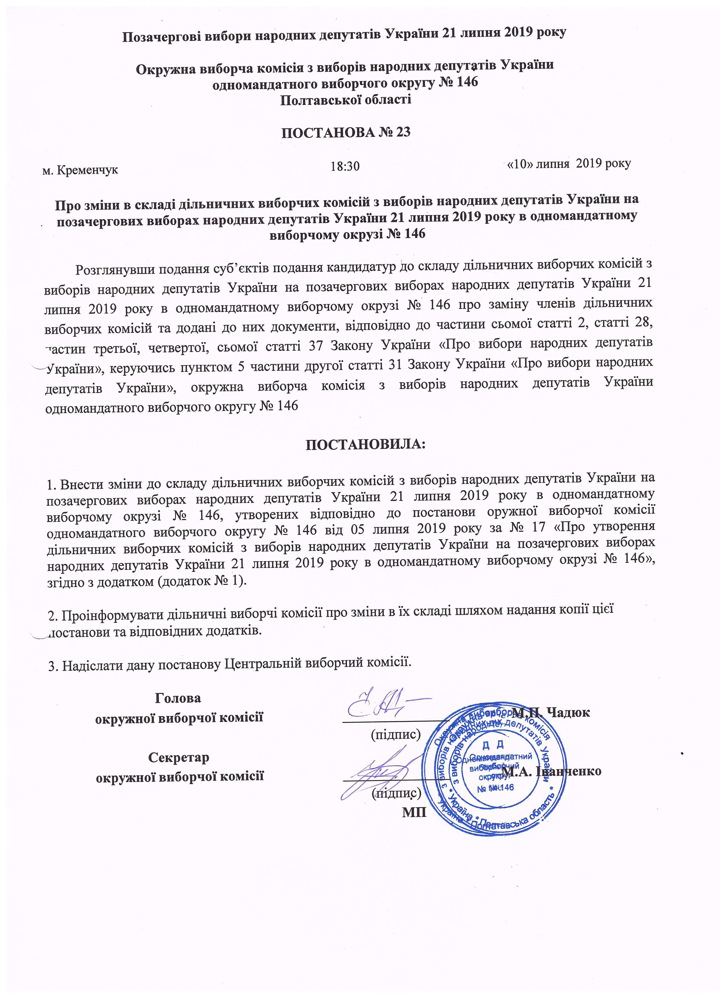 Позачергові вибори народних депутатів України 21 липня 2019 року
Окружна виборча комісія з виборів народних депутатів України
одномандатного виборчого округу № 146
Полтавської області
ПОСТАНОВА № 23
м. Кременчук 18:30 «10» липня 2019 року
Про зміни в складі дільничних виборчих комісій з виборів народних депутатів України на
позачергових виборах народних депутатів України 21 липня 2019 року в одномандатному
виборчому окрузі № 146
Розглянувши подання суб’єктів подання кандидатур до складу дільничних виборчих комісій з
виборів народних депутатів України на позачергових виборах народних депутатів України 21
липня 2019 року в одномандатному виборчому окрузі № 146 про заміну членів дільничних
виборчих комісій та додані до них документи, відповідно до частини сьомої статті 2, статті 28,
частин третьої, четвертої, сьомої статті 37 Закону України «Про вибори народних депутатів
України», керуючись пунктом 5 частини другої статті 31 Закону України «Про вибори народних
депутатів України», окружна виборча комісія з виборів народних депутатів України
одномандатного виборчого округу № 146
ПОСТАНОВИЛА:
1. Внести зміни до складу дільничних виборчих комісій з виборів народних депутатів України на
позачергових виборах народних депутатів України 21 липня 2019 року в одномандатному
виборчому окрузі № 146, утворених відповідно до постанови оружної виборчої комісії
одномандатного виборчого округу № 146 від 05 липня 2019 року за № 17 «Про утворення
дільничних виборчих комісій з виборів народних депутатів України на позачергових виборах
народних депутатів України 21 липня 2019 року в одномандатному виборчому окрузі № 146»,
згідно з додатком (додаток № 1).
2. Проінформувати дільничні виборчі комісії про зміни в їх складі шляхом надання копії цієї
постанови та відповідних додатків.
3. Надіслати дану постанову Центральній виборчий комісії.
Голова
окружної виборчої комісії М.П. Чадюк
(підпис)
Секретар
окружної виборчої комісії М.А. Іванченко
(підпис)
МП
комісія
з виборів народних депутатів України
* Україна * Полтавська область *
Д Д
Одномандатний
виборчий
округ
№ 146